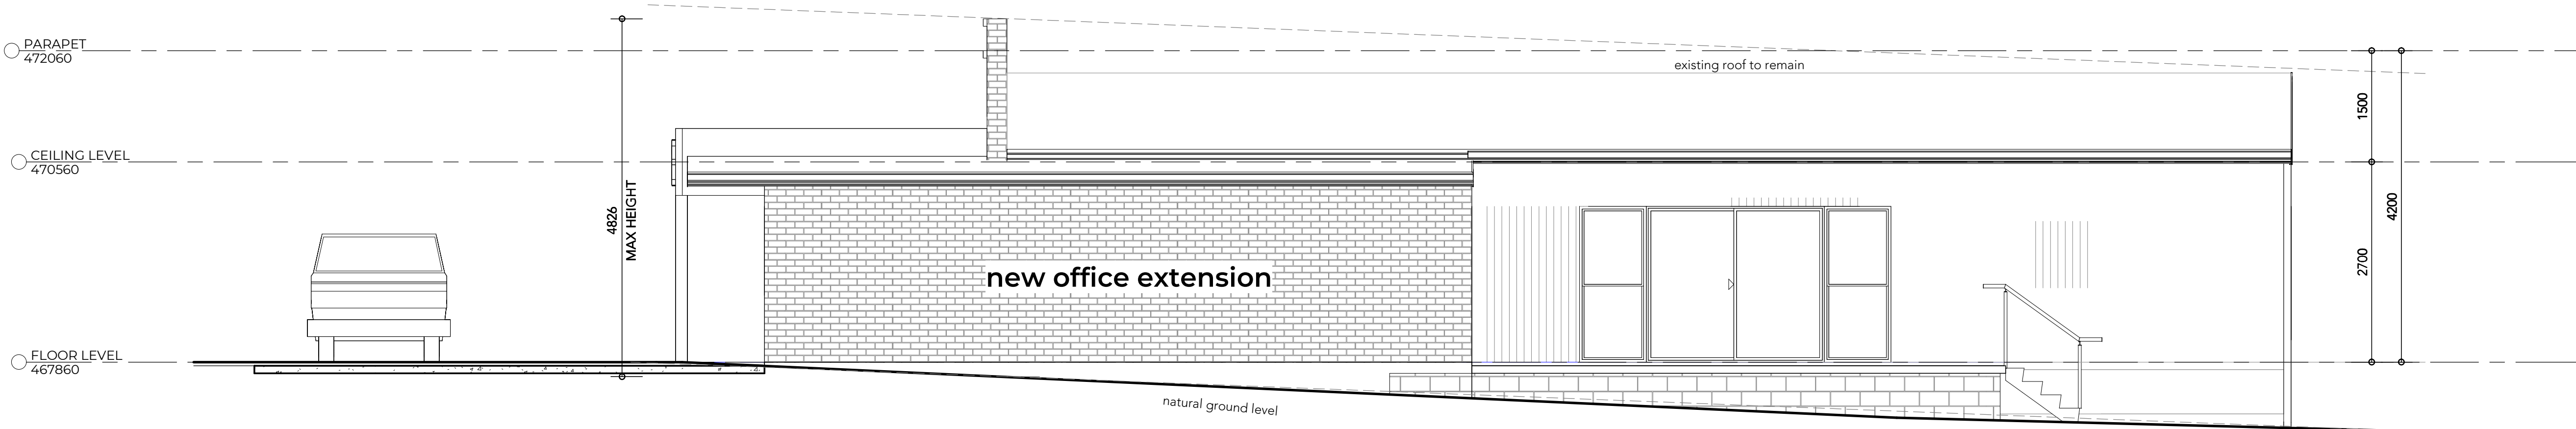 PARAPET
472060
existing roof to remain
1500
CEILING LEVEL
470560
4826
MAX HEIGHT
4200
2700
new office extension
FLOOR LEVEL
467860
natural ground level